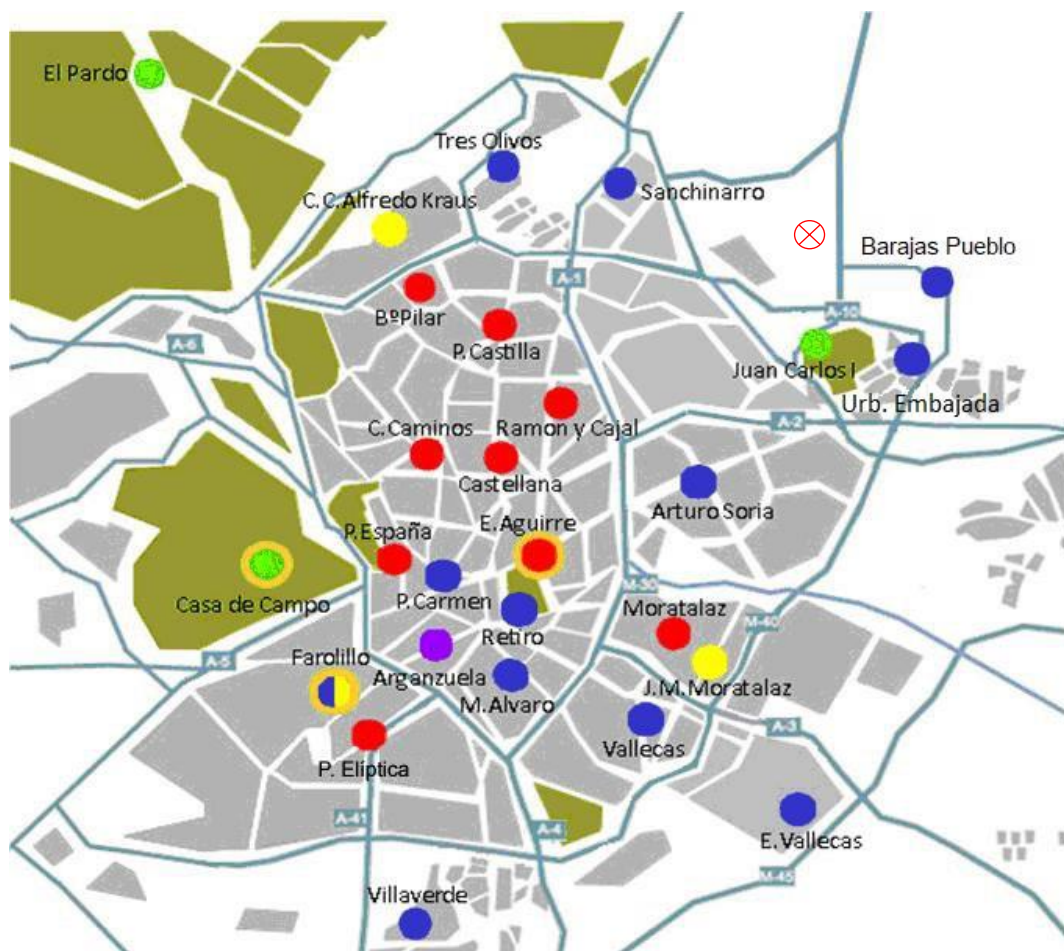 El Pardo
Tres Olivos
C.C.Alfredo Kraus
Sanchinarro
Barajas Pueblo
A-1
BºPilar
A-10
P. Castilla
A-6
Juan Carlos I
Urb. Embajada
C.Caminos
Ramon y Cajal
A-2
Castellana
Arturo Soria
P.España
E.Aguirre
M-30
Casa de Campo
P.Carmen
Moratalaz
M-40
Retiro
A-5
Farolillo
Arganzuela
J.M.Moratalaz
M.Alvaro
A-3
Vallecas
P. Elíptica
A-41
A-4
E.Vallecas
M-45
Villaverde